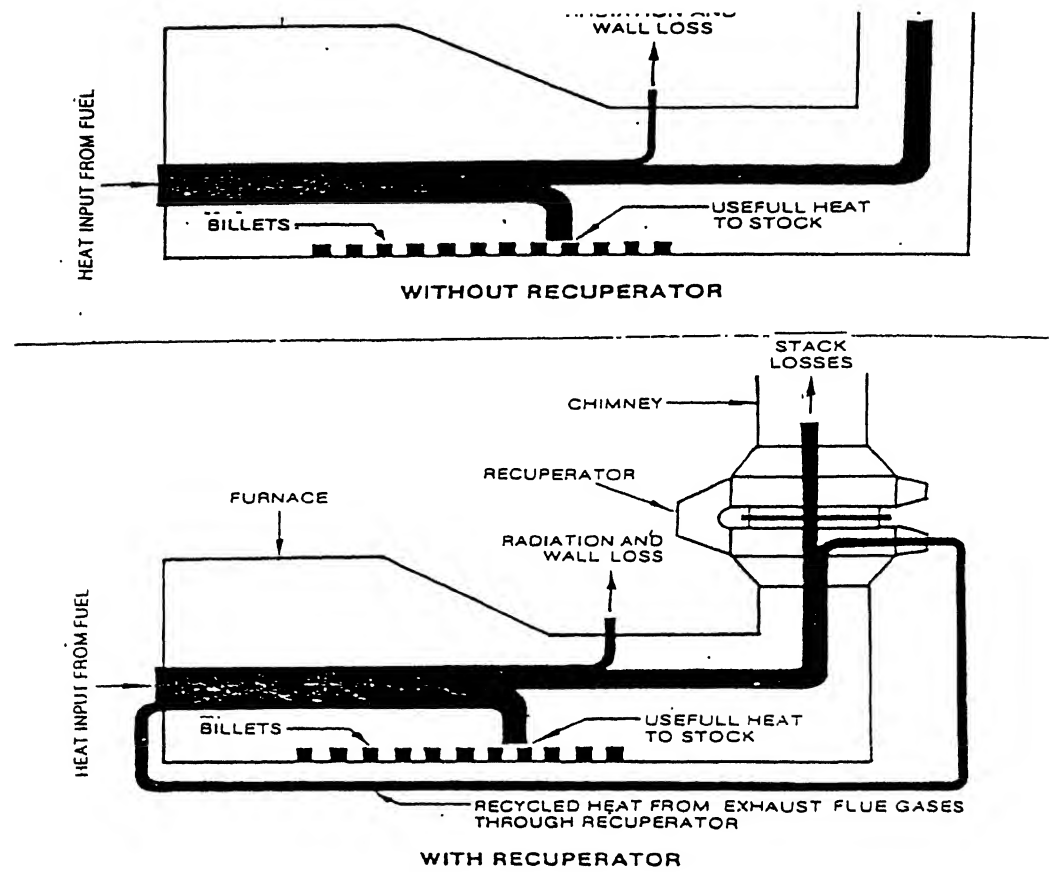 RADIATION AND
WALL LOSS
HEAT INPUT FROM FUEL
BILLETS
USEFULL HEAT
TO STOCK
WITHOUT RECUPERATOR
STACK
LOSSES
CHIMNEY
RECUPERATOR
FURNACE
RADIATION AND
WALL LOSS
HEAT INPUT FROM FUEL
BILLETS
USEFULL HEAT
TO STOCK
RECYCLED HEAT FROM EXHAUST FLUE GASES
THROUGH RECUPERATOR
WITH RECUPERATOR